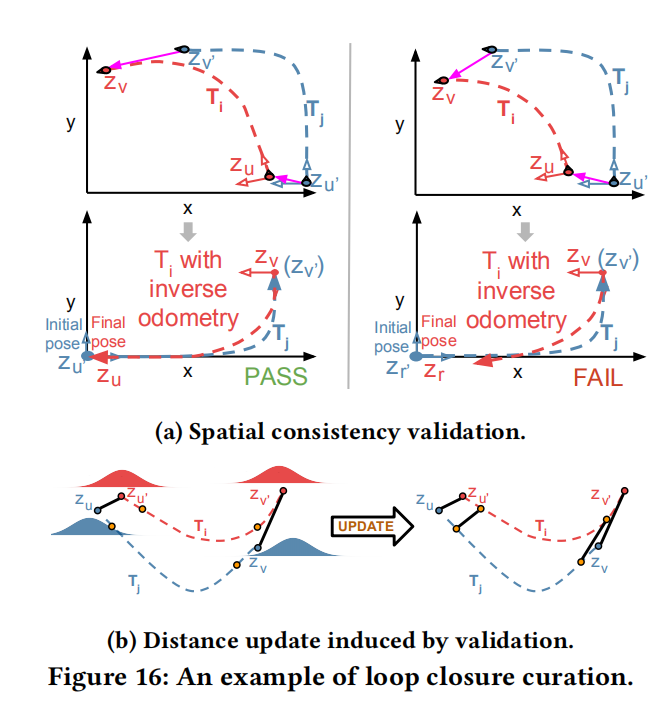 z_v'
z_v
T_i
T_j
y
z_u
z_u'
x
z_v'
z_v
T_i
T_j
y
z_u
z_u'
x
T_i with
inverse
odometry
z_v (z_v')
y
Initial
pose
Final
pose
T_j
z_u'
z_u
x
PASS
T_i with
inverse
odometry
z_v (z_v')
y
Initial
pose
Final
pose
T_j
z_r'
z_r
x
FAIL
(a) Spatial consistency validation.
z_u
z_u'
z_v'
T_i
z_v
T_j
UPDATE
z_u
z_u'
z_v'
T_i
z_v
T_j
(b) Distance update induced by validation.
Figure 16: An example of loop closure curation.